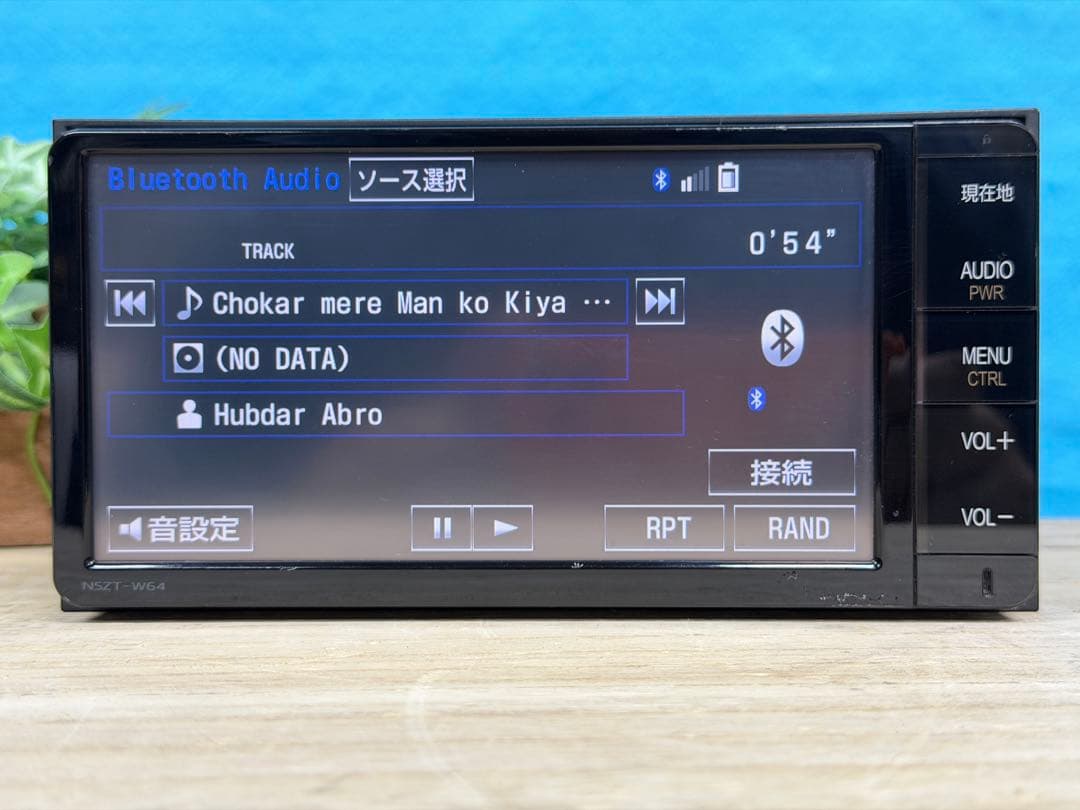 Bluetooth Audio ソース選択
TRACK 0'54”
Chokar mere Man ko Kiya …
(NO DATA)
Hubdar Abro
接続
音設定 RPT RAND
NSZT-W64
現在地
AUDIO
PWR
MENU
CTRL
VOL+
VOL−